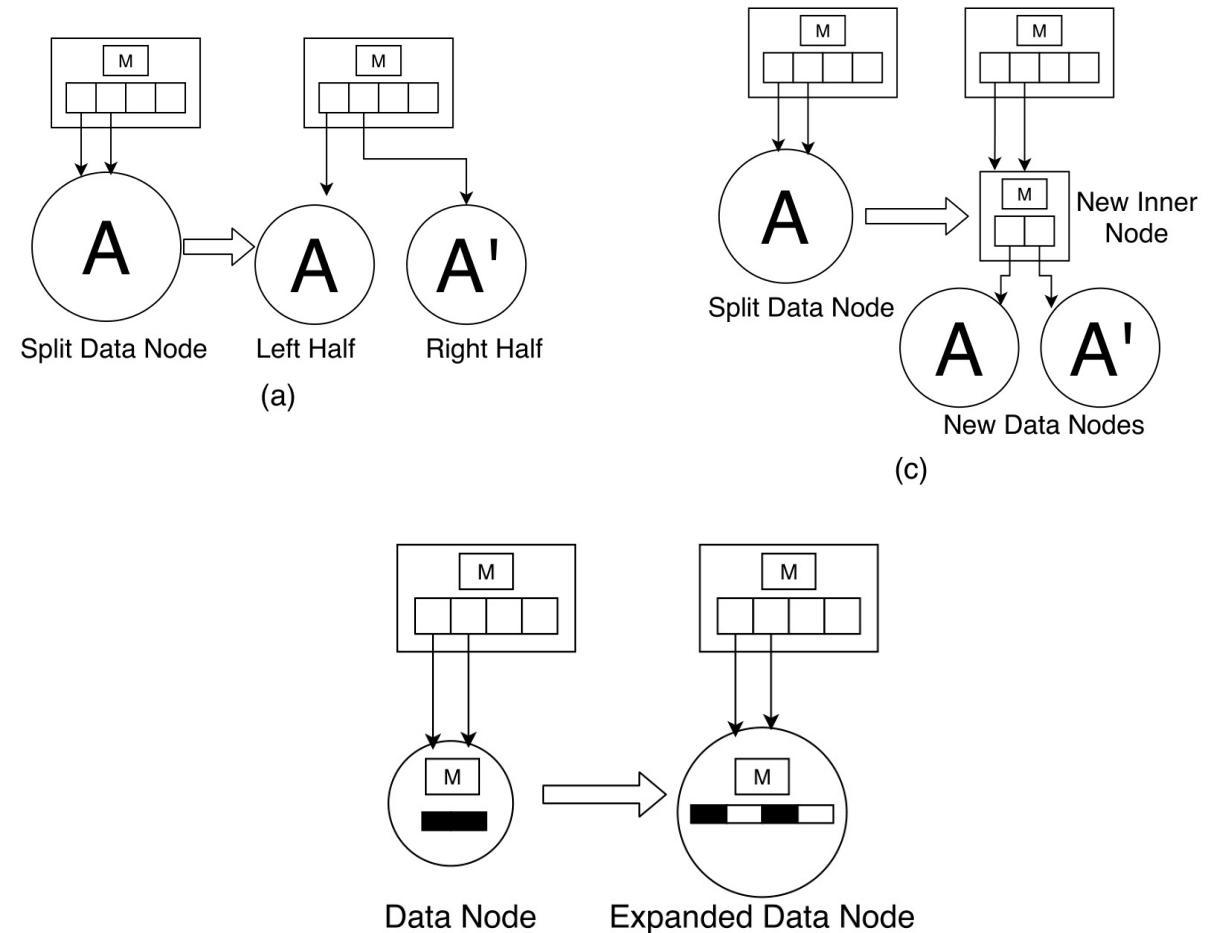 M
M
A
A
A'
Split Data Node
Left Half
Right Half
(a)
M
M
A
M
New Inner
Node
Split Data Node
A
A'
New Data Nodes
(c)
M
M
M
M
Data Node
Expanded Data Node